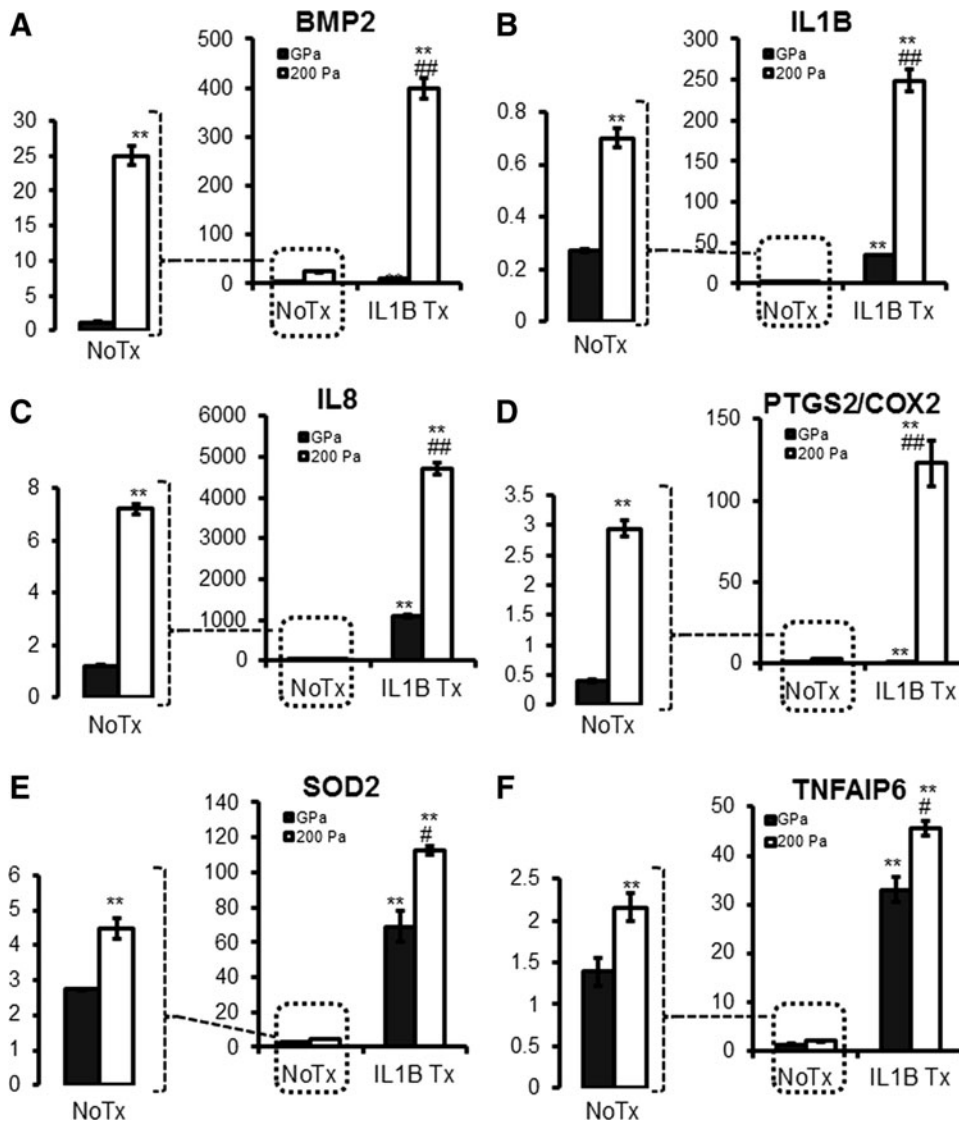 A
BMP2
500
400
300
200
100
0
GPa
200 Pa
**
##
**
NoTx
IL1B Tx
30
25
20
15
10
5
0
**
NoTx
B
IL1B
300
250
200
150
100
50
0
GPa
200 Pa
**
##
**
NoTx
IL1B Tx
0.8
0.6
0.4
0.2
0
**
NoTx
C
IL8
6000
5000
4000
3000
2000
1000
0
GPa
200 Pa
**
##
**
NoTx
IL1B Tx
8
6
4
2
0
**
NoTx
D
PTGS2/COX2
150
100
50
0
GPa
200 Pa
**
##
**
NoTx
IL1B Tx
3.5
3
2.5
2
1.5
1
0.5
0
**
NoTx
E
SOD2
140
120
100
80
60
40
20
0
GPa
200 Pa
**
#
**
NoTx
IL1B Tx
6
5
4
3
2
1
0
**
NoTx
F
TNFAIP6
50
40
30
20
10
0
GPa
200 Pa
**
#
**
NoTx
IL1B Tx
2.5
2
1.5
1
0.5
0
**
NoTx